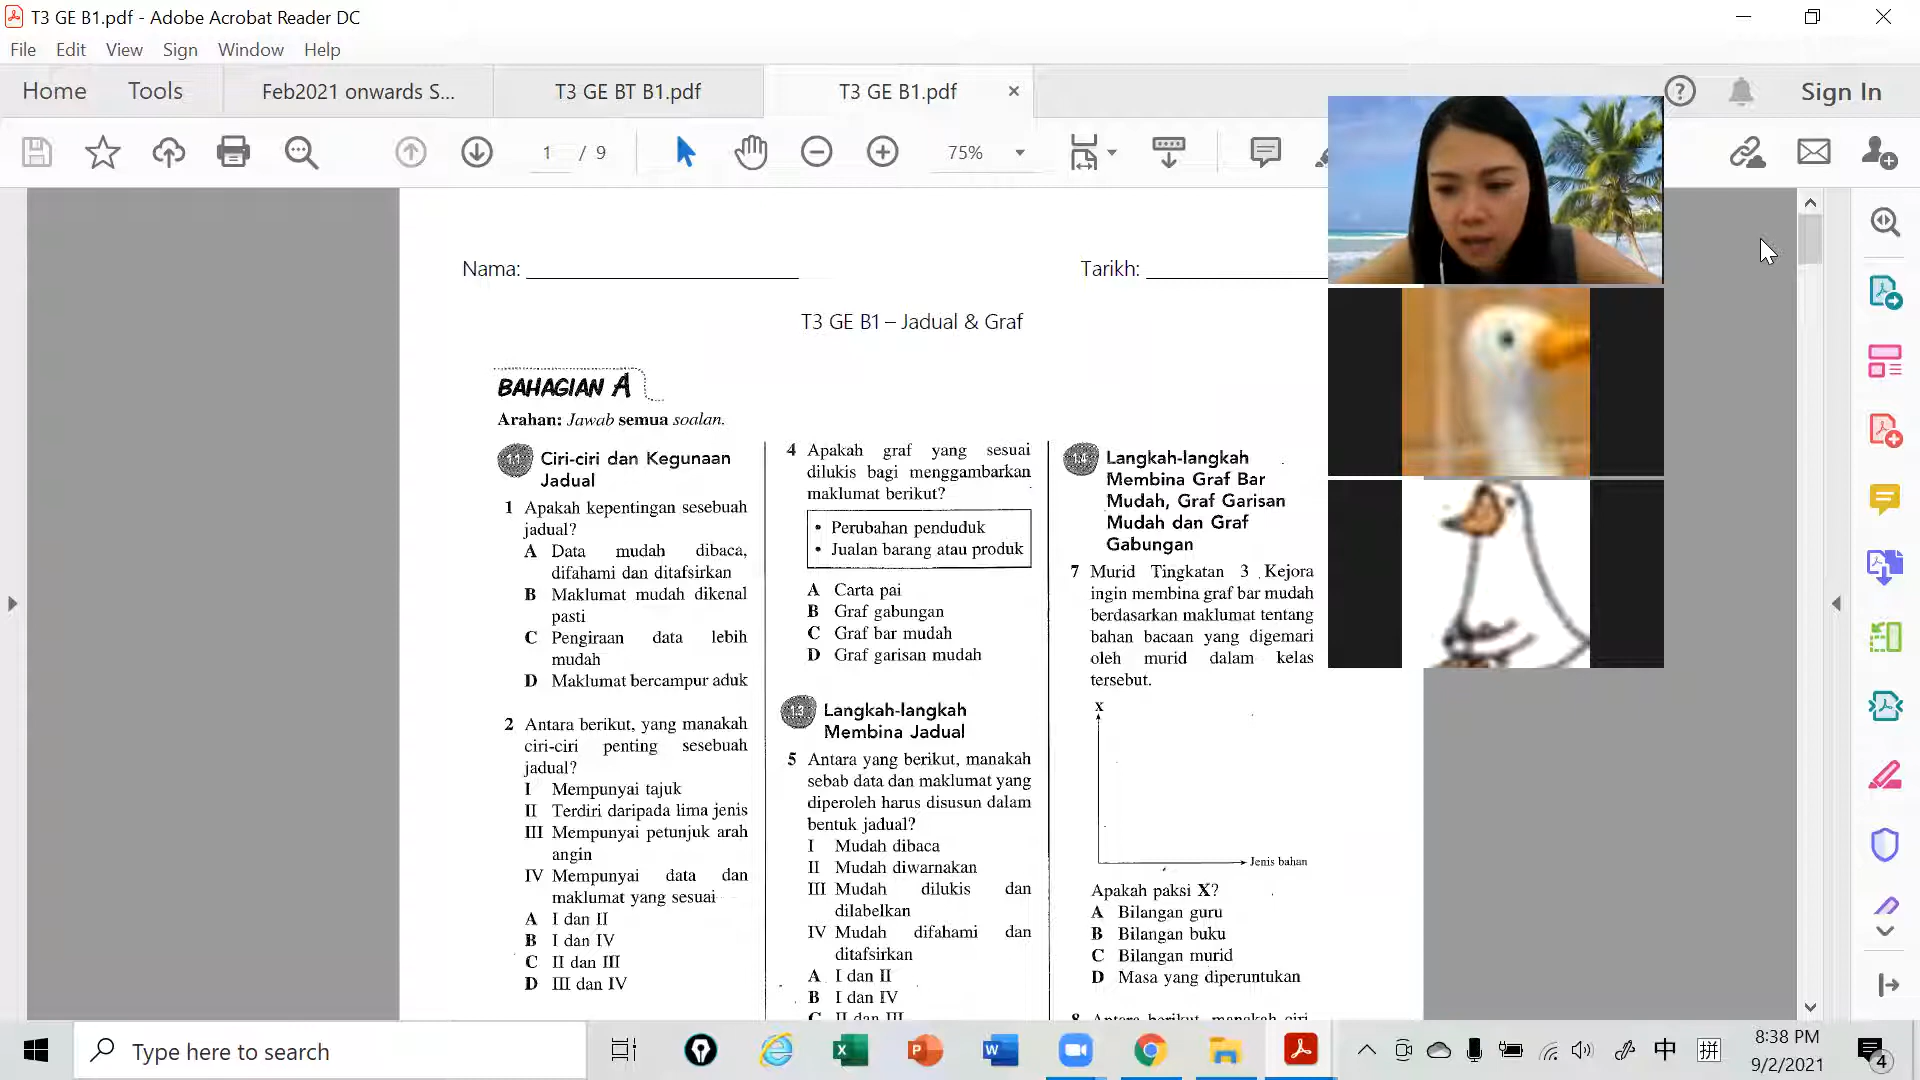 T3 GE B1.pdf - Adobe Acrobat Reader DC
File Edit View Sign Window Help
Home Tools Feb2021 onwards S... T3 GE BT B1.pdf T3 GE B1.pdf × Sign In
1 / 9 75%
Nama: Tarikh:
T3 GE B1 – Jadual & Graf
BAHAGIAN A
Arahan: Jawab semua soalan.
Ciri-ciri dan Kegunaan
Jadual
1 Apakah kepentingan sesebuah
jadual?
A Data mudah dibaca,
difahami dan ditafsirkan
B Maklumat mudah dikenal
pasti
C Pengiraan data lebih
mudah
D Maklumat bercampur aduk
2 Antara berikut, yang manakah
ciri-ciri penting sesebuah
jadual?
I Mempunyai tajuk
II Terdiri daripada lima jenis
III Mempunyai petunjuk arah
angin
IV Mempunyai data dan
maklumat yang sesuai
A I dan II
B I dan IV
C II dan III
D III dan IV
4 Apakah graf yang sesuai
dilukis bagi menggambarkan
maklumat berikut?
• Perubahan penduduk
• Jualan barang atau produk
A Carta pai
B Graf gabungan
C Graf bar mudah
D Graf garisan mudah
13 Langkah-langkah
Membina Jadual
5 Antara yang berikut, manakah
sebab data dan maklumat yang
diperoleh harus disusun dalam
bentuk jadual?
I Mudah dibaca
II Mudah diwarnakan
III Mudah dilukis dan
dilabelkan
IV Mudah difahami dan
ditafsirkan
A I dan II
B I dan IV
C II dan III
Langkah-langkah
Membina Graf Bar
Mudah, Graf Garisan
Mudah dan Graf
Gabungan
7 Murid Tingkatan 3 Kejora
ingin membina graf bar mudah
berdasarkan maklumat tentang
bahan bacaan yang digemari
oleh murid dalam kelas
tersebut.
X
Jenis bahan
Apakah paksi X?
A Bilangan guru
B Bilangan buku
C Bilangan murid
D Masa yang diperuntukan
8 Antara berikut, manakah ciri-
Type here to search
中 拼
8:38 PM
9/2/2021
4